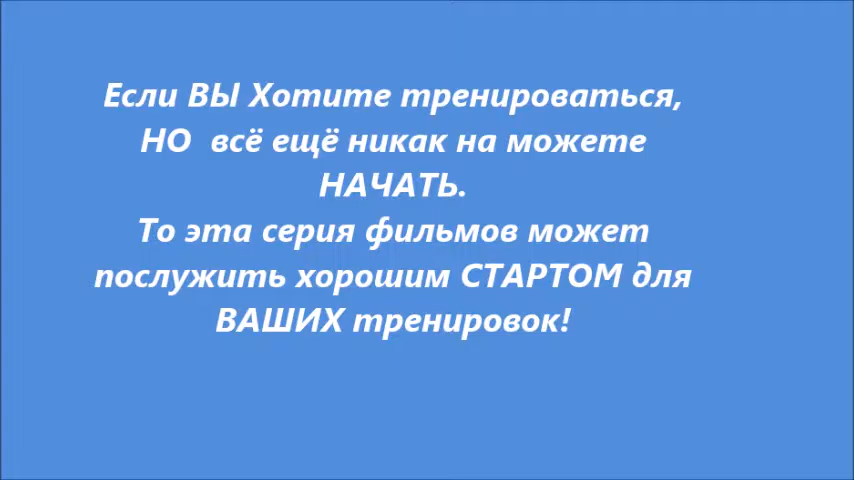 Если ВЫ Хотите тренироваться,
НО всё ещё никак на можете
НАЧАТЬ.
То эта серия фильмов может
послужить хорошим СТАРТОМ для
ВАШИХ тренировок!